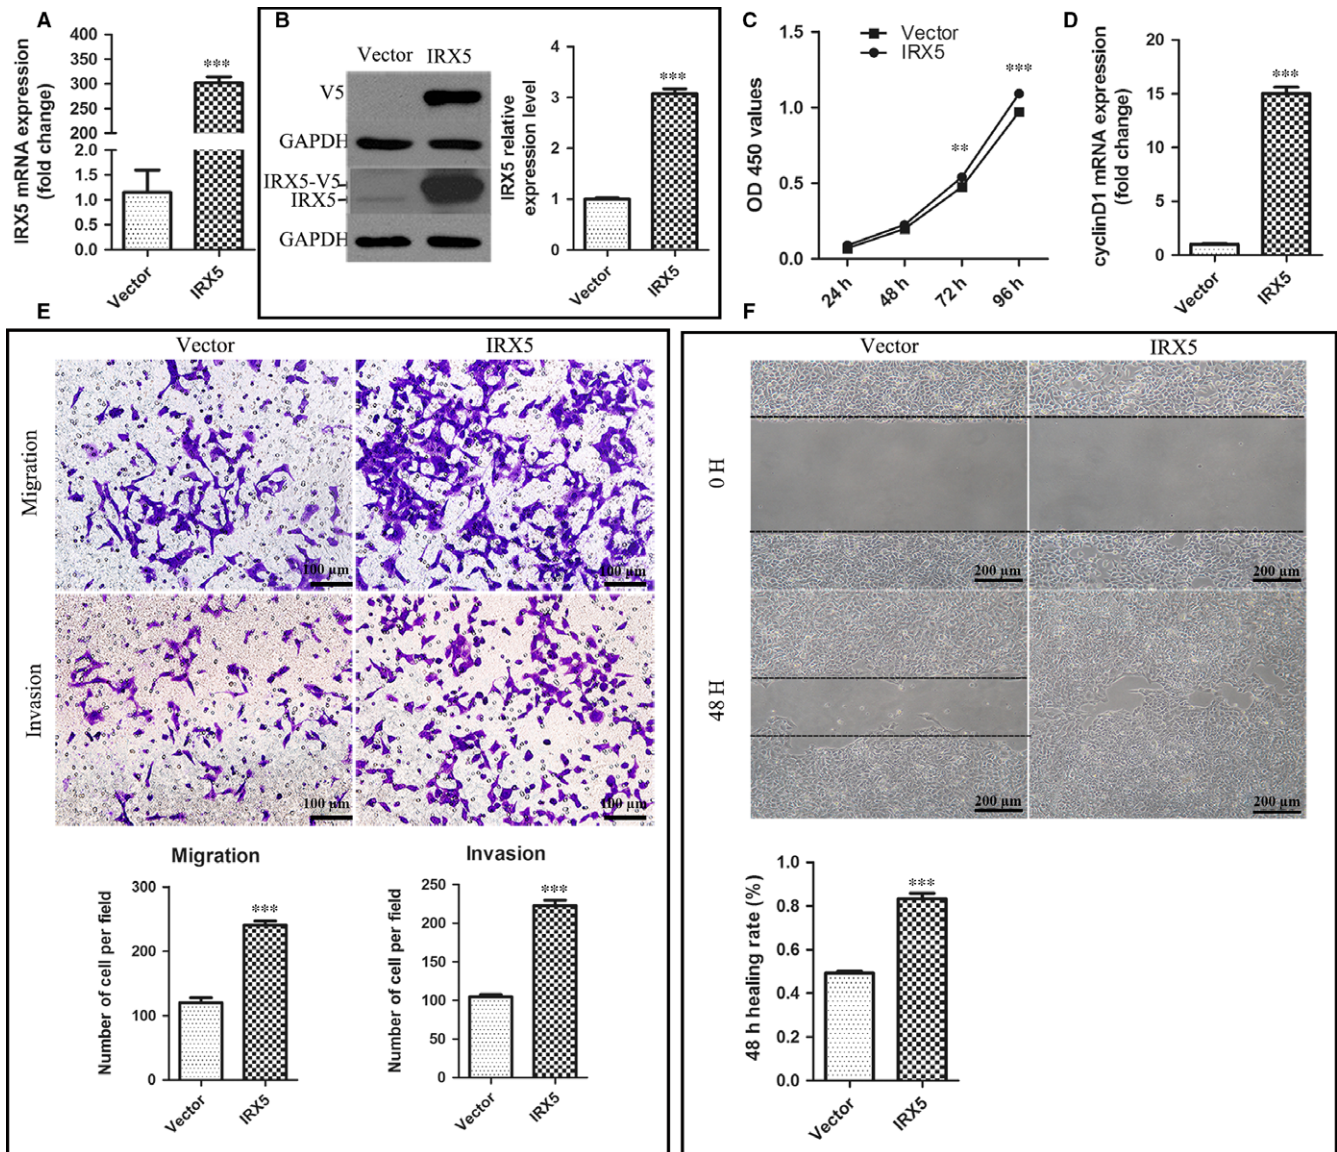 A
IRX5 mRNA expression
(fold change)
400
350
300
250
200
2.0
1.5
1.0
0.5
0.0
***
Vector
IRX5
B
Vector IRX5
V5
GAPDH
IRX5-V5
IRX5
GAPDH
IRX5 relative
expression level
4
3
2
1
0
***
Vector
IRX5
C
OD 450 values
1.5
1.0
0.5
0.0
Vector
IRX5
**
***
24 h
48 h
72 h
96 h
D
cyclinD1 mRNA expression
(fold change)
20
15
10
5
0
***
Vector
IRX5
E
Vector IRX5
Migration
100 µm
100 µm
Invasion
100 µm
100 µm
Migration
Number of cell per field
300
200
100
0
***
Vector
IRX5
Invasion
Number of cell per field
250
200
150
100
50
0
***
Vector
IRX5
F
Vector IRX5
0 H
200 µm
200 µm
48 H
200 µm
200 µm
48 h healing rate (%)
1.0
0.8
0.6
0.4
0.2
0.0
***
Vector
IRX5